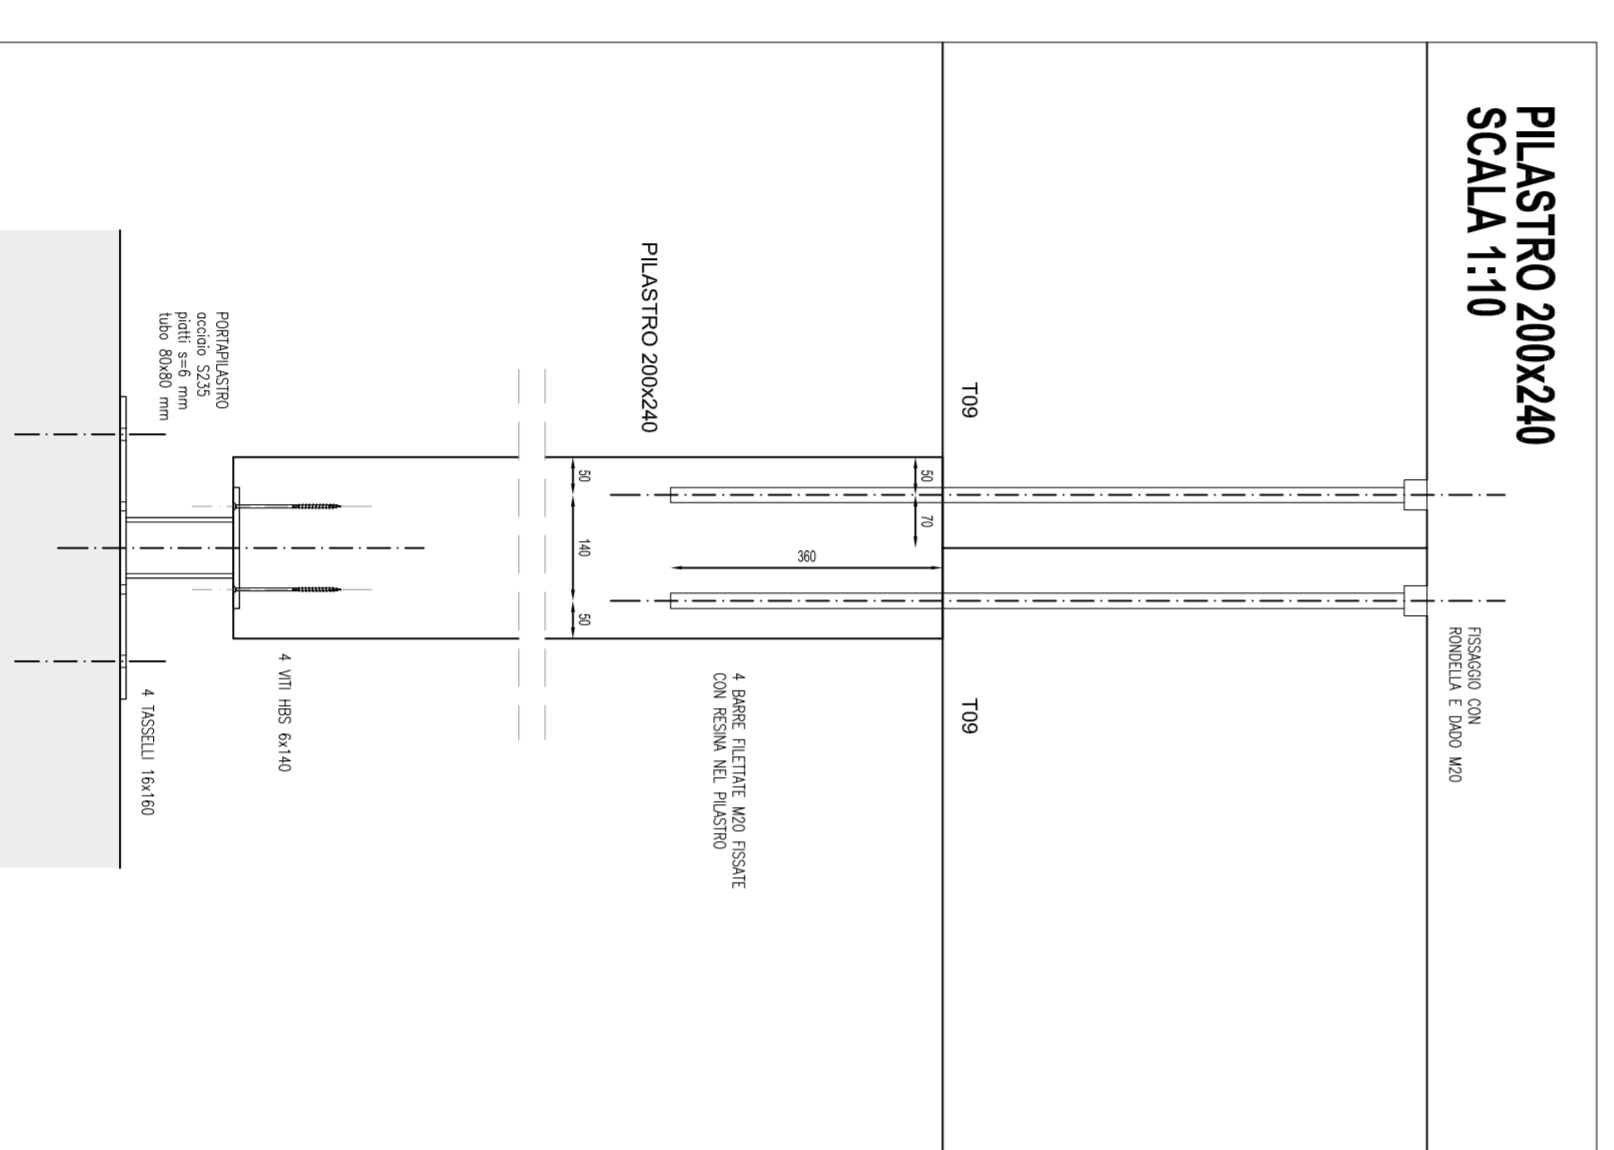 PILASTRO 200x240
SCALA 1:10
FISSAGGIO CON
RONDELLA E DADO M20
T09
T09
50
70
360
4 BARRE FILETTATE M20 FISSATE
CON RESINA NEL PILASTRO
PILASTRO 200x240
50
140
50
4 VITI HBS 6x140
PORTAPILASTRO
acciaio S235
piatti s=6 mm
tubo 80x80 mm
4 TASSELLI 16x160